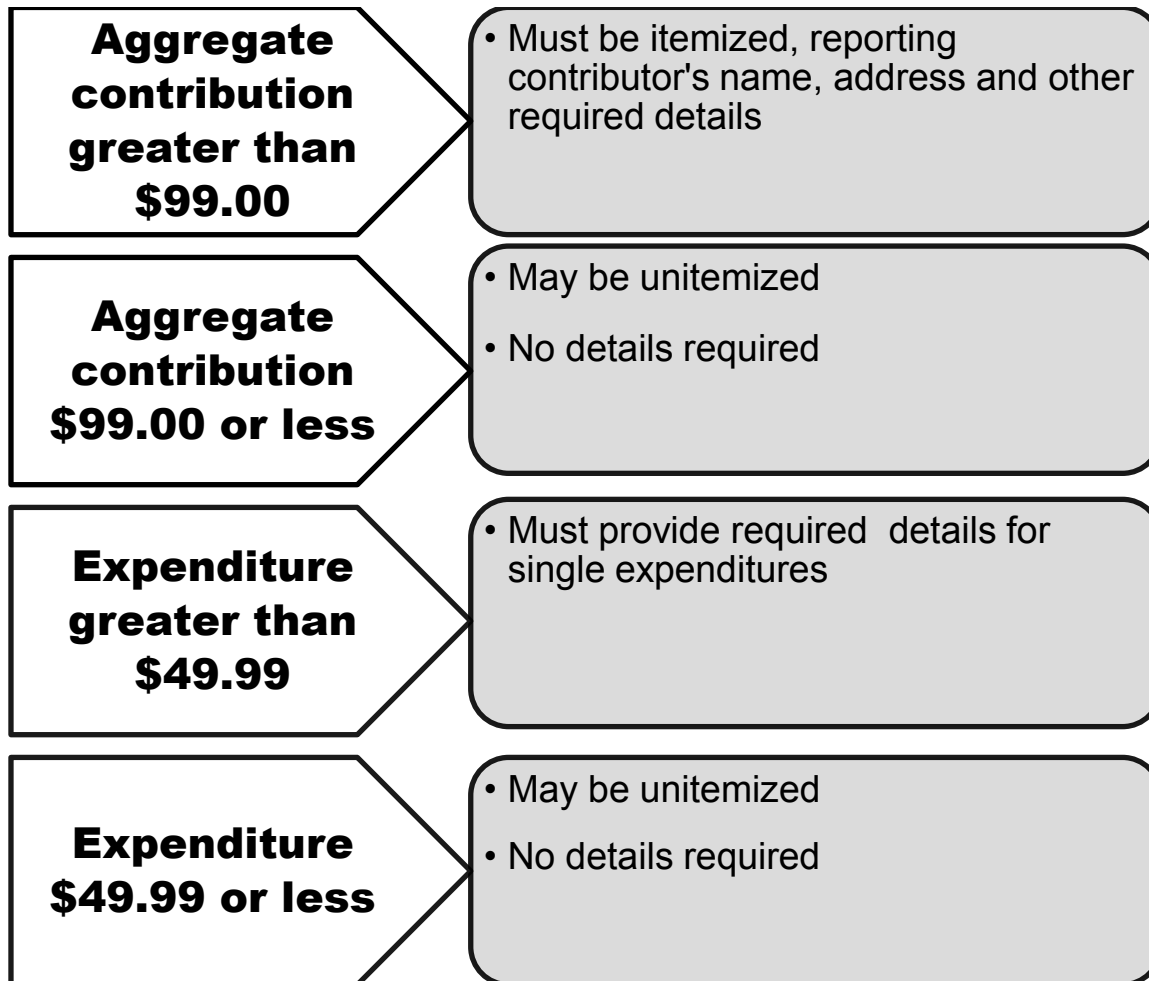 Aggregate
contribution
greater than
$99.00
• Must be itemized, reporting
contributor's name, address and other
required details
Aggregate
contribution
$99.00 or less
• May be unitemized
• No details required
Expenditure
greater than
$49.99
• Must provide required  details for
single expenditures
Expenditure
$49.99 or less
• May be unitemized
• No details required